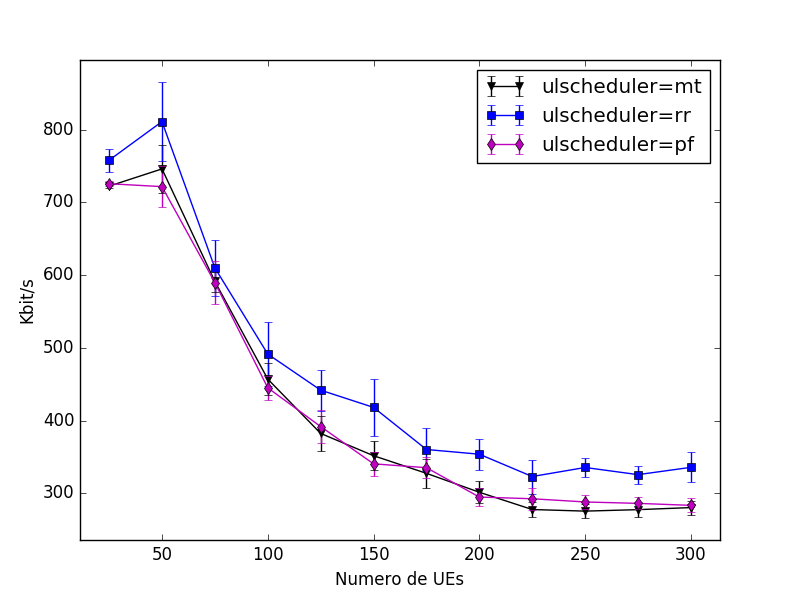 ulscheduler=mt
ulscheduler=rr
ulscheduler=pf
Kbit/s
800
700
600
500
400
300
50 100 150 200 250 300
Numero de UEs